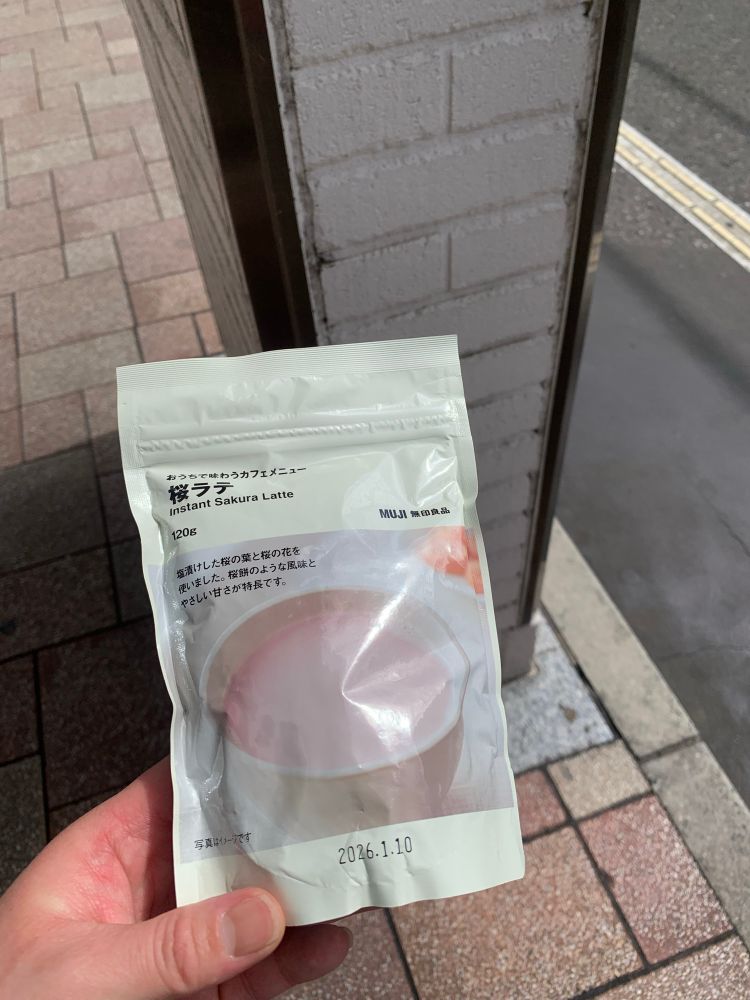 おうちで味わうカフェメニュー
桜ラテ
Instant Sakura Latte
120g
MUJI 無印良品
塩漬けした桜の葉と桜の花を
使いました。桜餅のような風味と
やさしい甘さが特長です。
写真はイメージです
2026.1.10